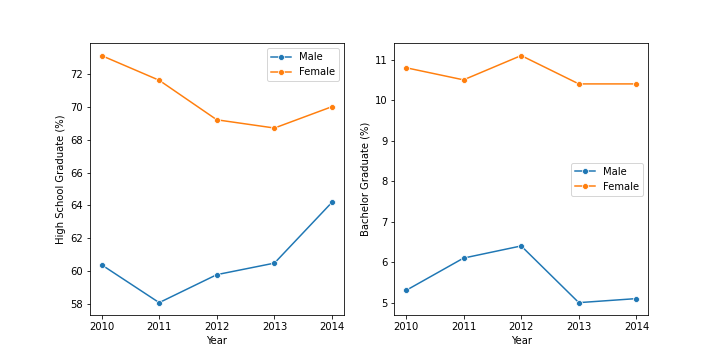 High School Graduate (%)
72
70
68
66
64
62
60
58
2010 2011 2012 2013 2014
Year
Male
Female
Bachelor Graduate (%)
11
10
9
8
7
6
5
2010 2011 2012 2013 2014
Year
Male
Female